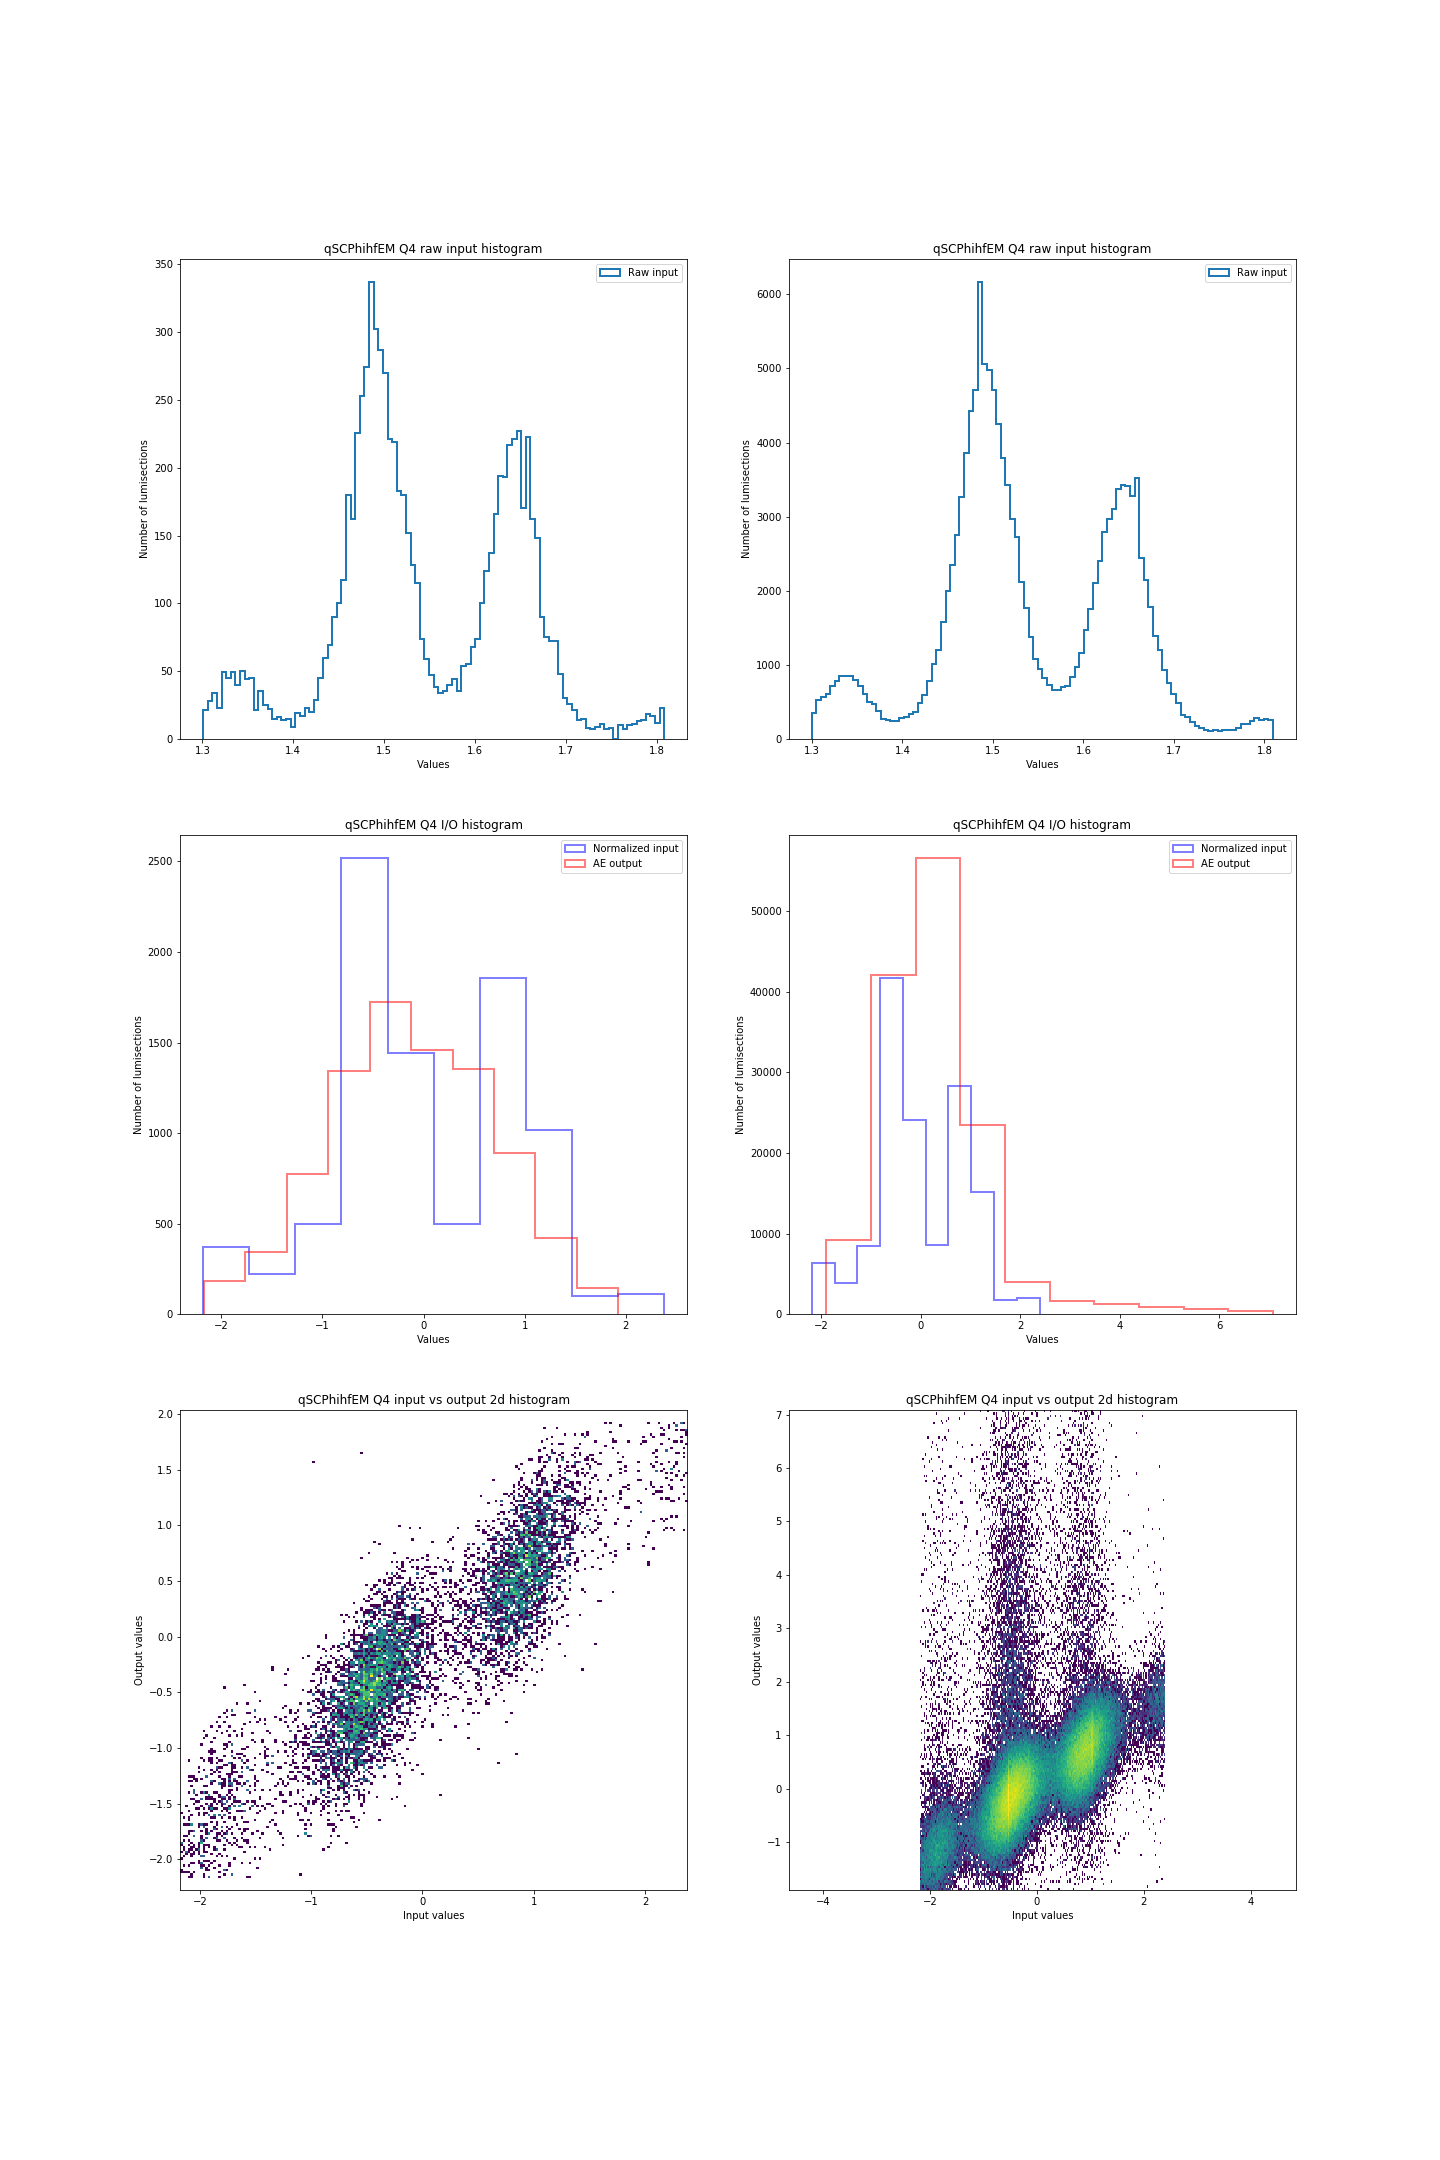 qSCPhihfEM Q4 raw input histogram
Raw input
350
300
250
200
150
100
50
0
Number of lumisections
1.3 1.4 1.5 1.6 1.7 1.8
Values
qSCPhihfEM Q4 raw input histogram
Raw input
6000
5000
4000
3000
2000
1000
0
Number of lumisections
1.3 1.4 1.5 1.6 1.7 1.8
Values
qSCPhihfEM Q4 I/O histogram
Normalized input
AE output
2500
2000
1500
1000
500
0
Number of lumisections
−2 −1 0 1 2
Values
qSCPhihfEM Q4 I/O histogram
Normalized input
AE output
50000
40000
30000
20000
10000
0
Number of lumisections
−2 0 2 4 6
Values
qSCPhihfEM Q4 input vs output 2d histogram
2.0
1.5
1.0
0.5
0.0
−0.5
−1.0
−1.5
−2.0
Output values
−2 −1 0 1 2
Input values
qSCPhihfEM Q4 input vs output 2d histogram
7
6
5
4
3
2
1
0
−1
Output values
−4 −2 0 2 4
Input values